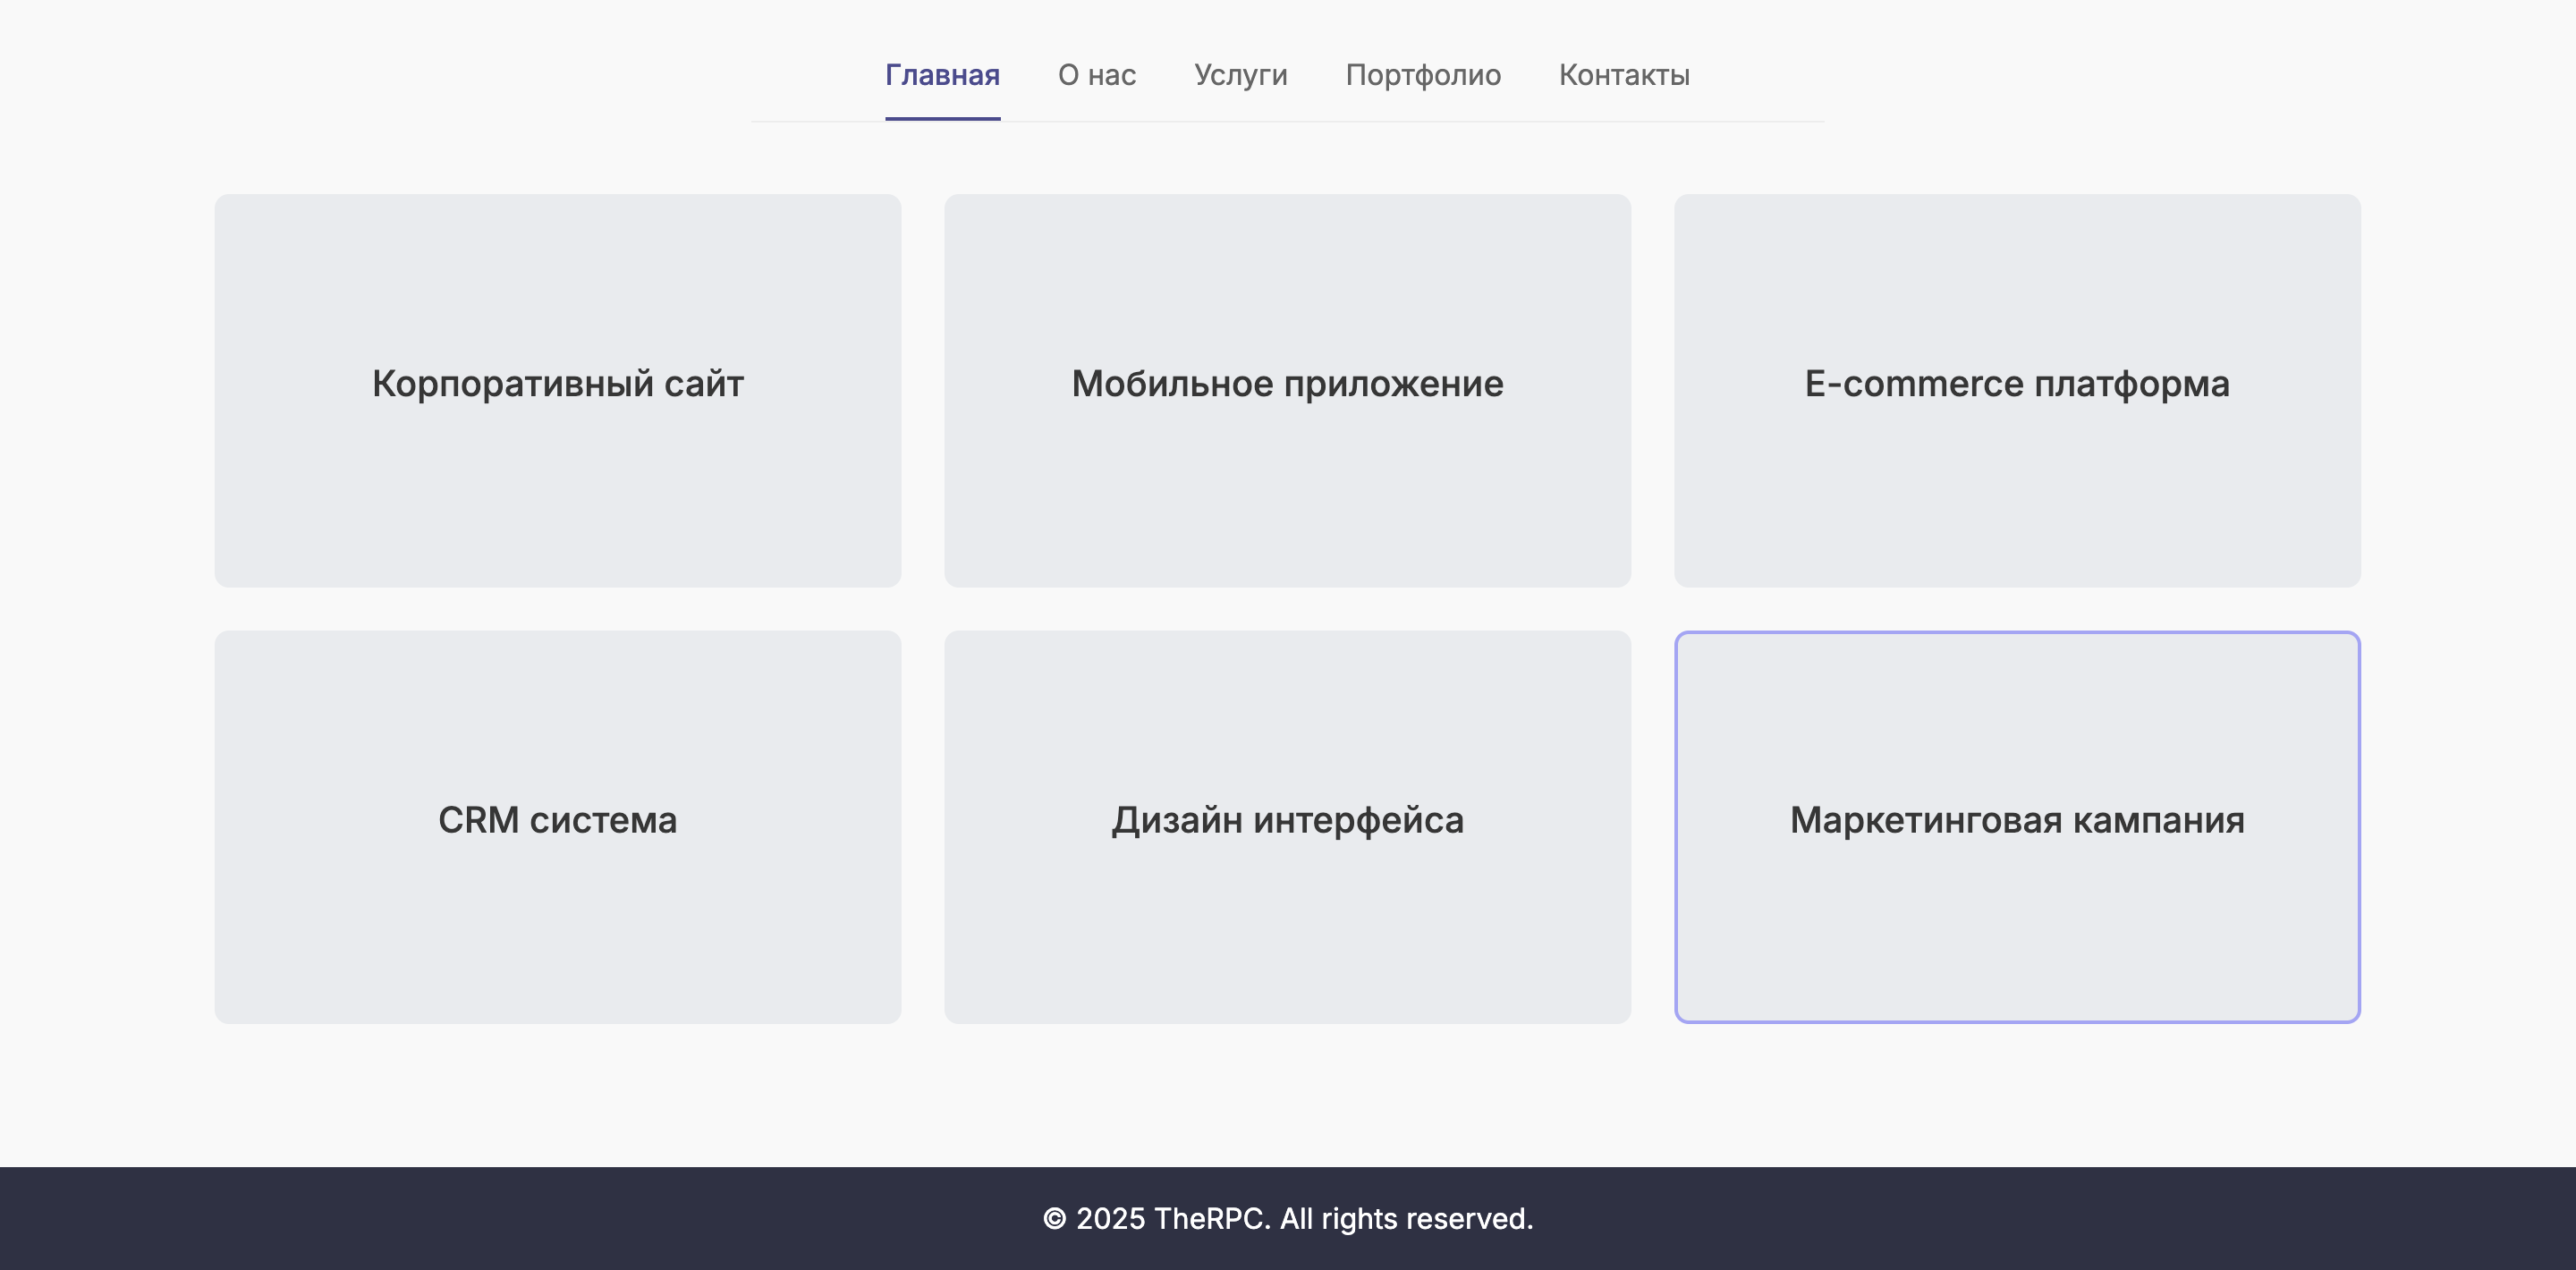 Главная О нас Услуги Портфолио Контакты
Корпоративный сайт
Мобильное приложение
E-commerce платформа
CRM система
Дизайн интерфейса
Маркетинговая кампания
© 2025 TheRPC. All rights reserved.